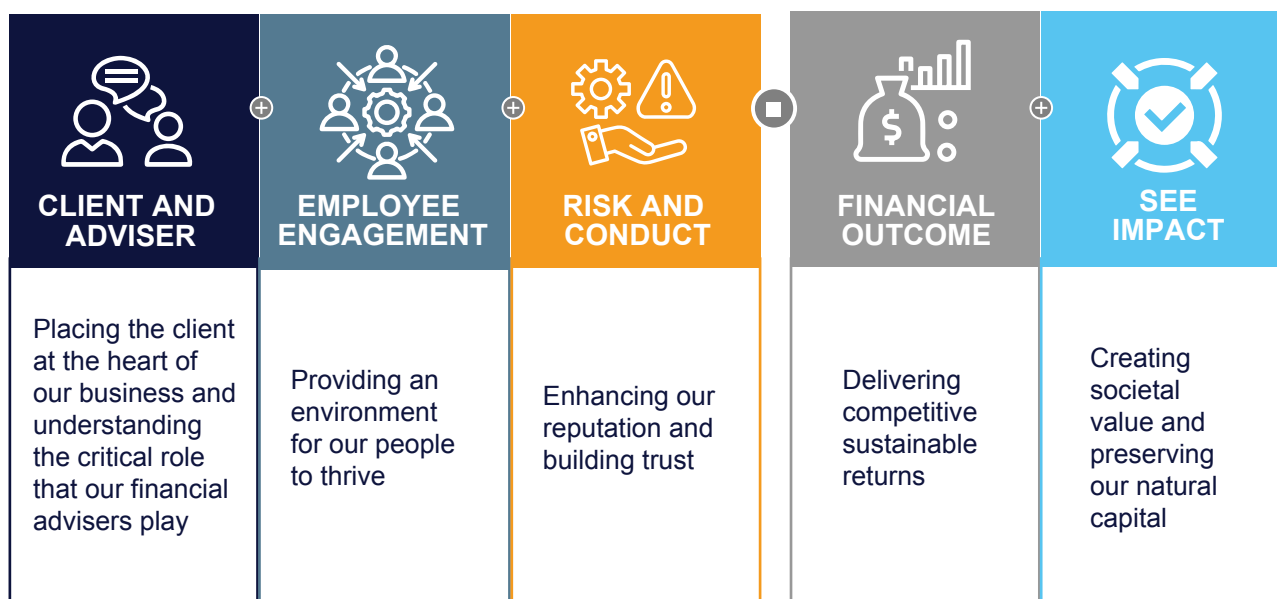 CLIENT AND
ADVISER
Placing the client
at the heart of
our business and
understanding
the critical role
that our financial
advisers play
EMPLOYEE
ENGAGEMENT
Providing an
environment
for our people
to thrive
RISK AND
CONDUCT
Enhancing our
reputation and
building trust
$
FINANCIAL
OUTCOME
Delivering
competitive
sustainable
returns
SEE
IMPACT
Creating
societal
value and
preserving
our natural
capital